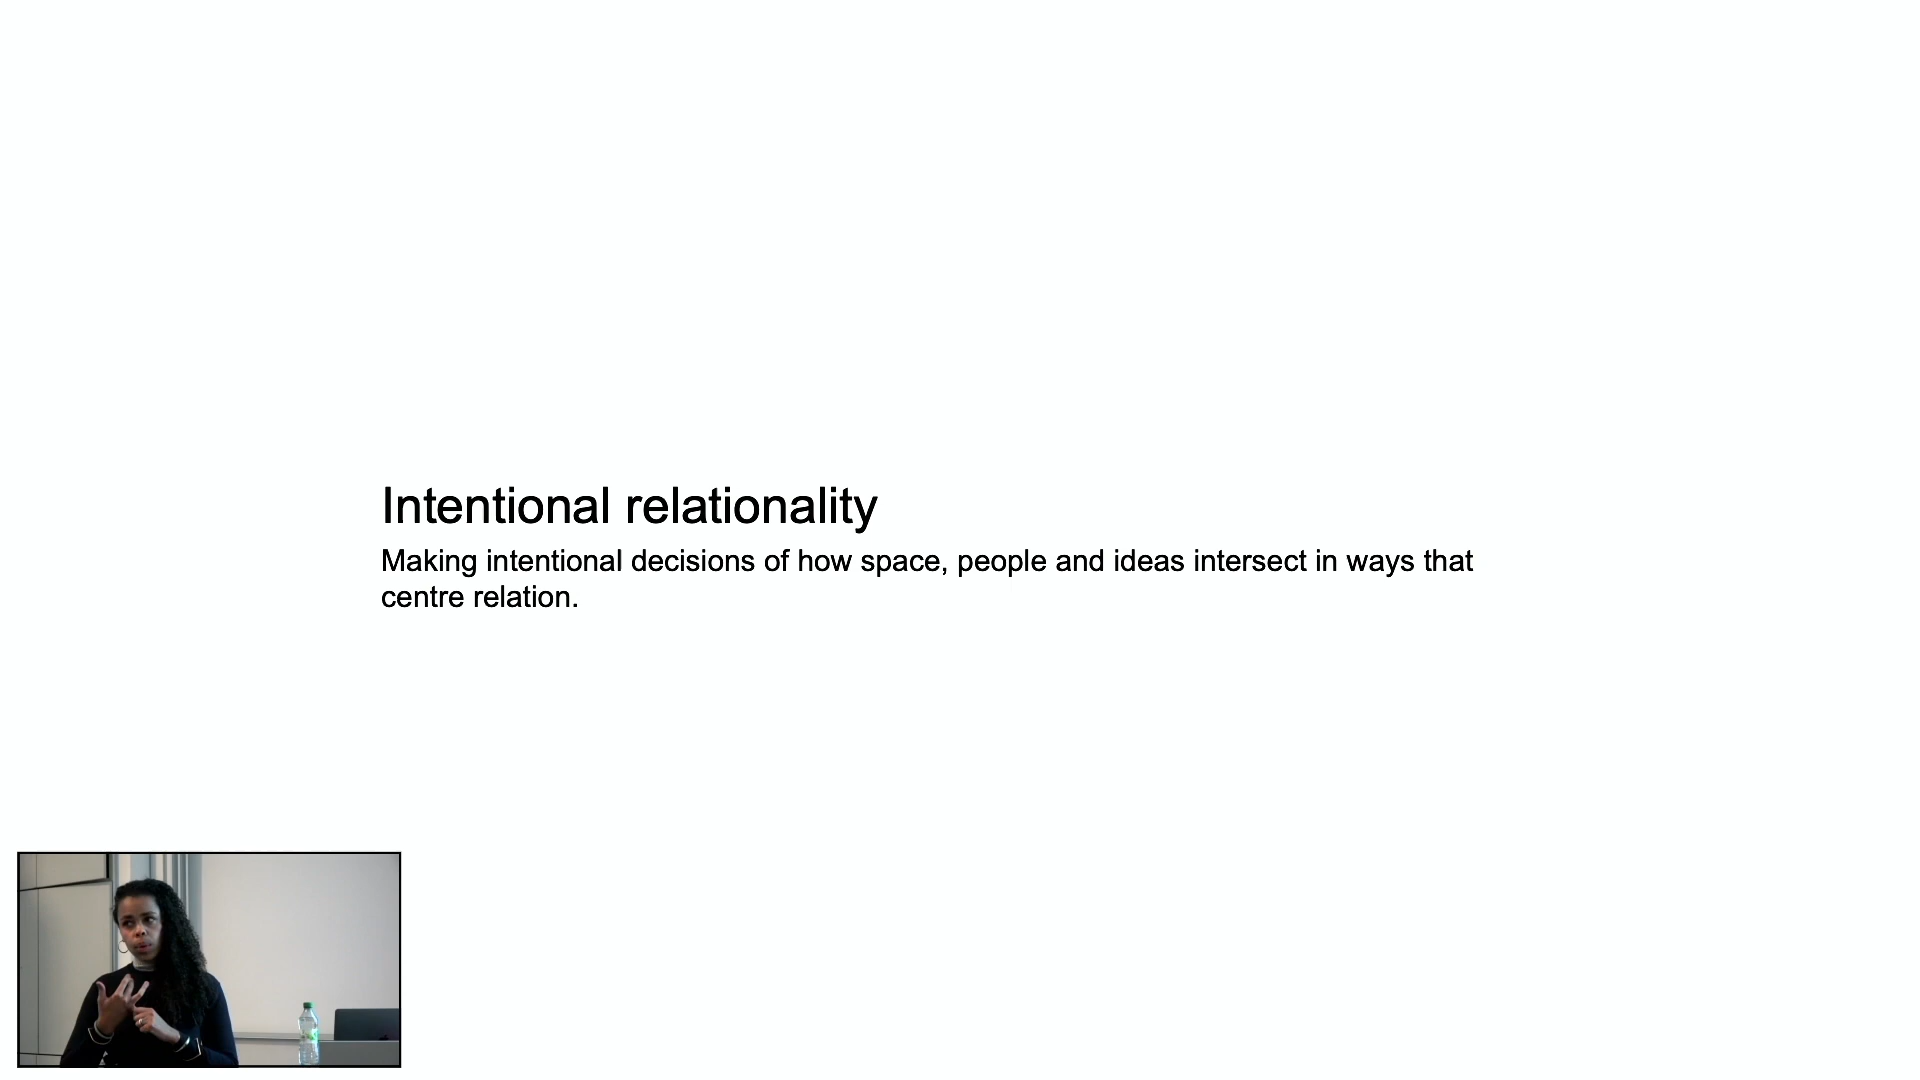 Intentional relationality
Making intentional decisions of how space, people and ideas intersect in ways that
centre relation.